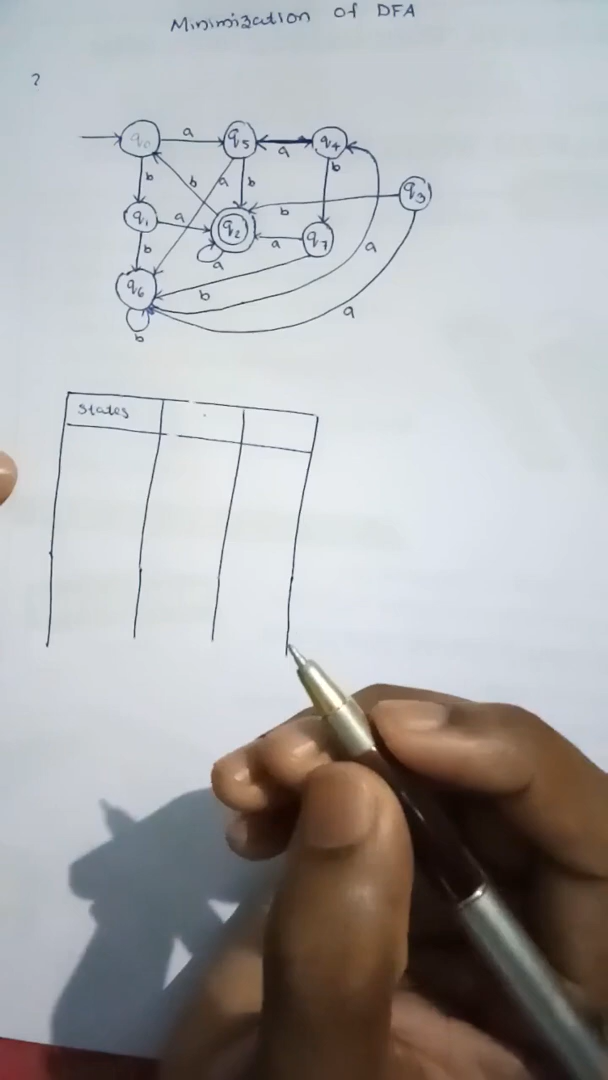 Minimization of DFA
?
q0 a q5 a q4
b b a b b q3
b
q1 a q2 a q7
b a a
q6 b
a
b
States